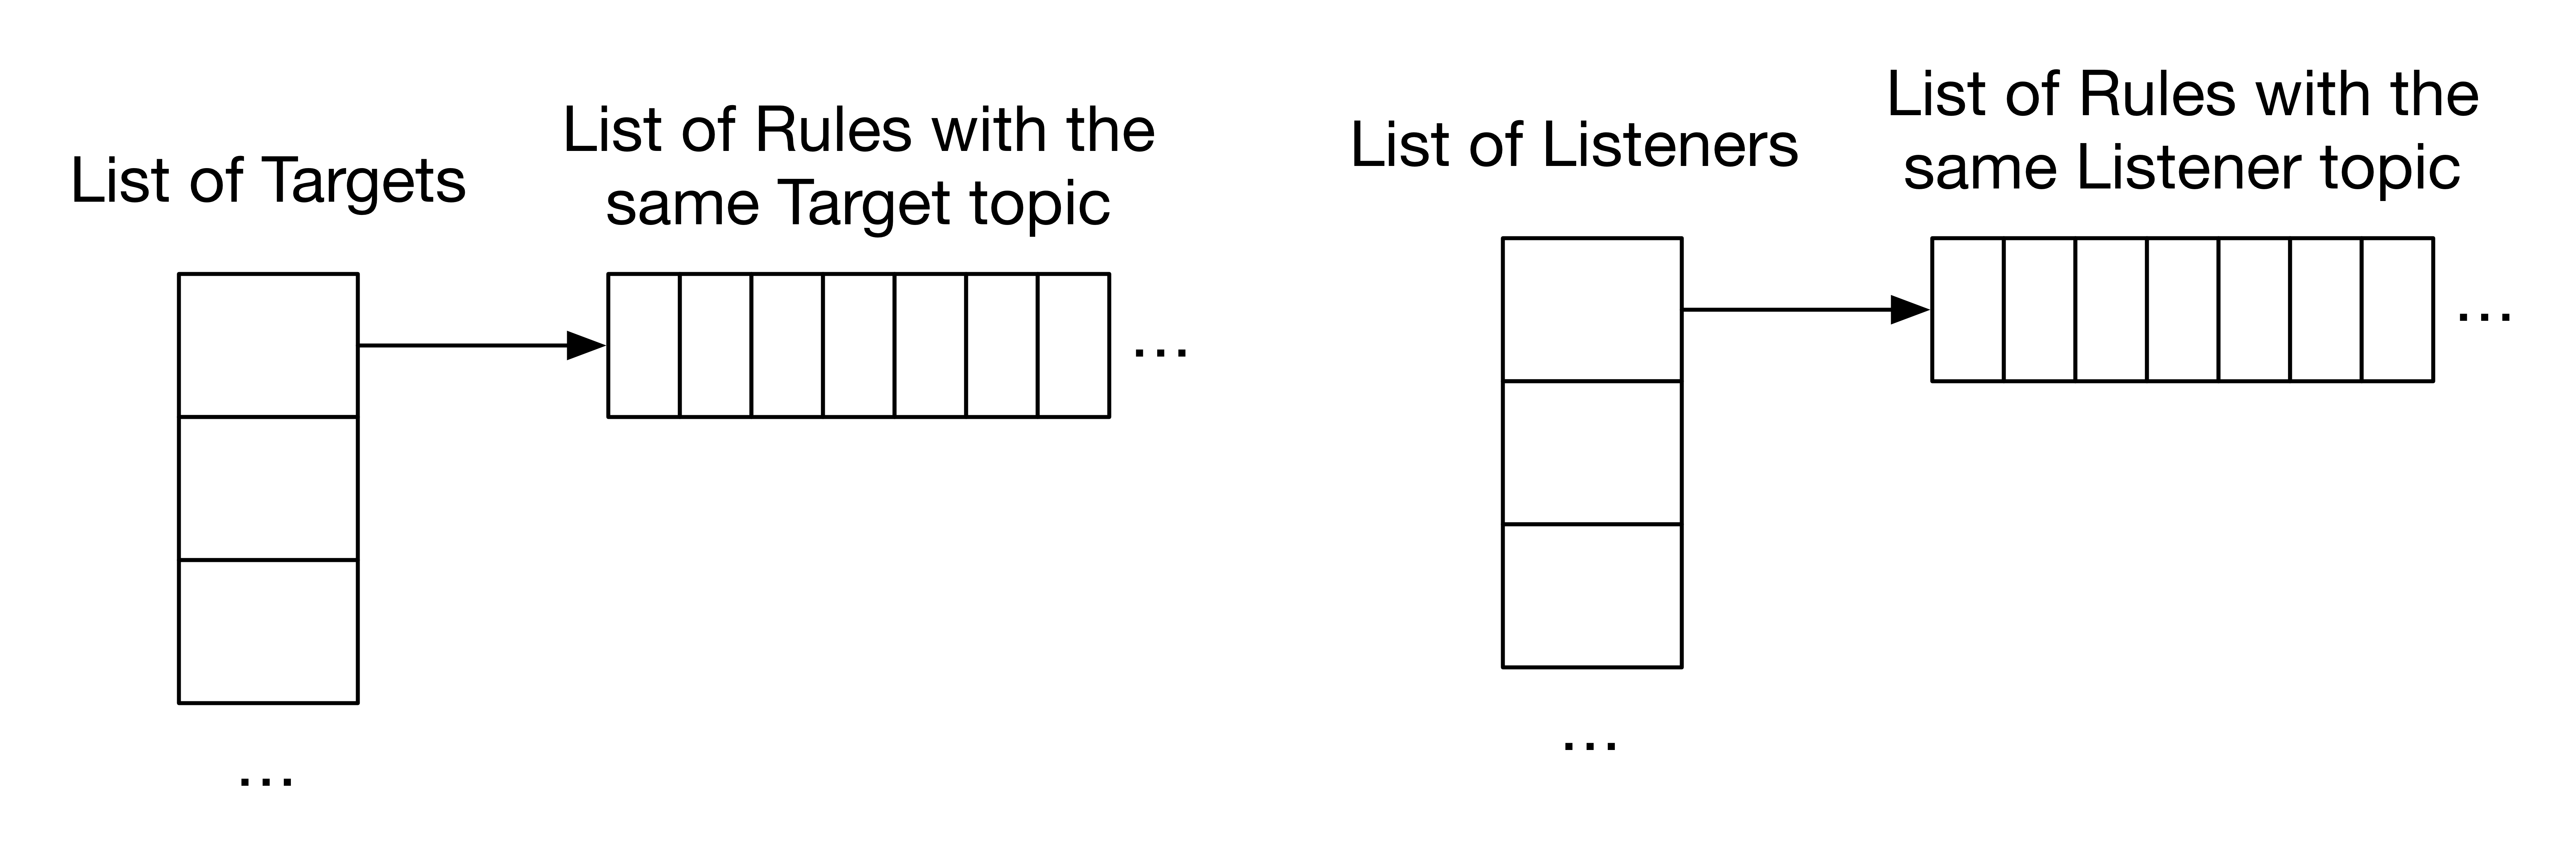 List of Targets
List of Rules with the
same Target topic
...
...
List of Listeners
List of Rules with the
same Listener topic
...
...